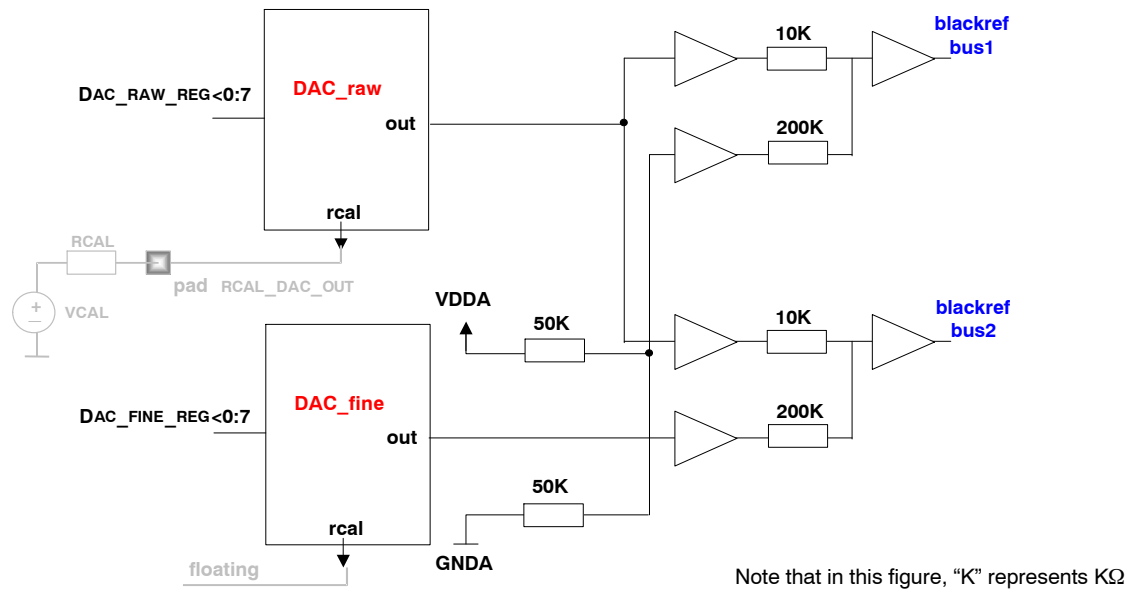 blackref
bus1
10K
DAC_raw
DAC_RAW_REG<0:7
out
200K
rcal
RCAL
pad RCAL_DAC_OUT
VCAL
+
–
VDDA
50K
10K
blackref
bus2
DAC_fine
DAC_FINE_REG<0:7
out
200K
50K
rcal
GNDA
floating
Note that in this figure, “K” represents KΩ